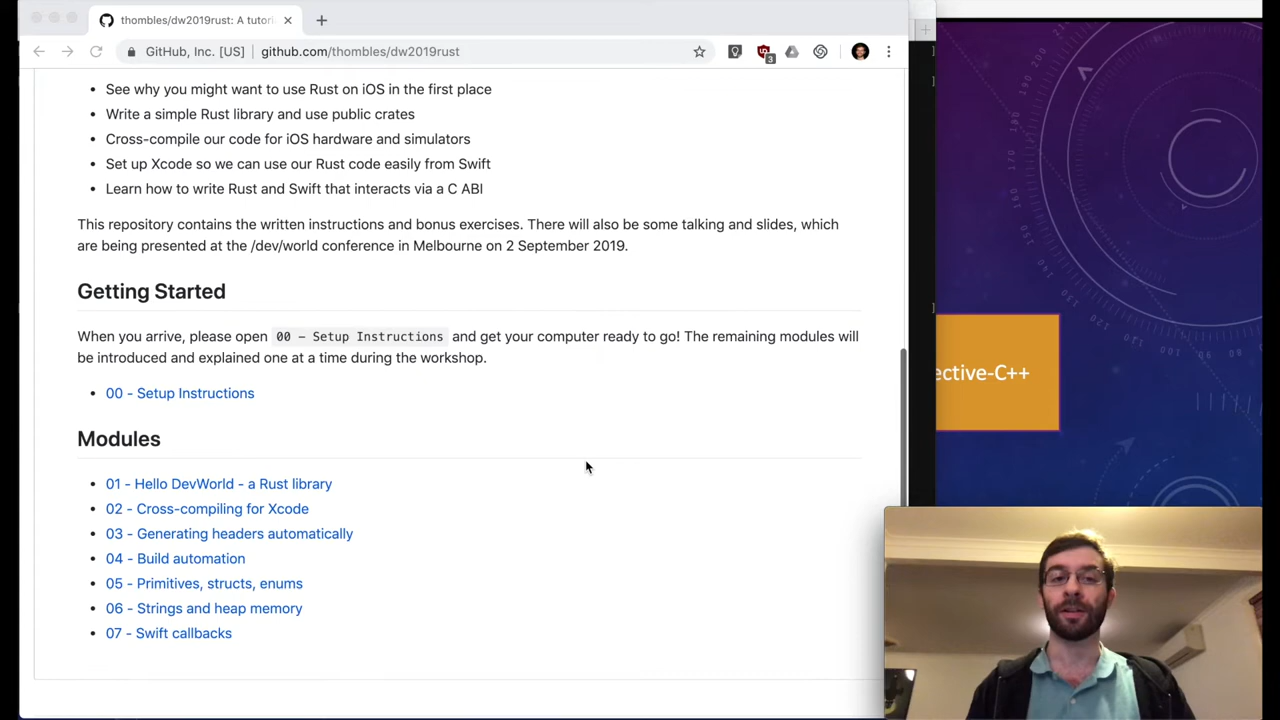 thombles/dw2019rust: A tutori
GitHub, Inc. [US] github.com/thombles/dw2019rust
3
• See why you might want to use Rust on iOS in the first place
• Write a simple Rust library and use public crates
• Cross-compile our code for iOS hardware and simulators
• Set up Xcode so we can use our Rust code easily from Swift
• Learn how to write Rust and Swift that interacts via a C ABI
This repository contains the written instructions and bonus exercises. There will also be some talking and slides, which
are being presented at the /dev/world conference in Melbourne on 2 September 2019.
Getting Started
When you arrive, please open 00 – Setup Instructions and get your computer ready to go! The remaining modules will
be introduced and explained one at a time during the workshop.
• 00 - Setup Instructions
Modules
• 01 - Hello DevWorld - a Rust library
• 02 - Cross-compiling for Xcode
• 03 - Generating headers automatically
• 04 - Build automation
• 05 - Primitives, structs, enums
• 06 - Strings and heap memory
• 07 - Swift callbacks
ective-C++